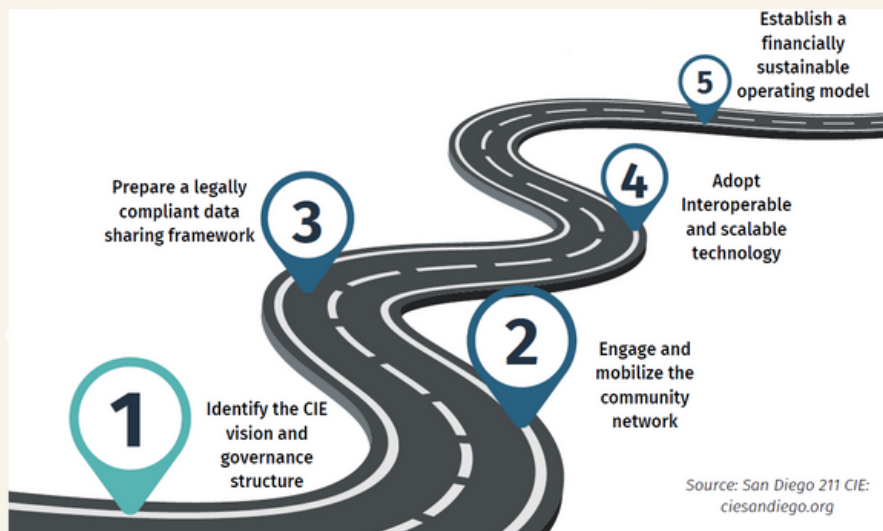 1
Identify the CIE
vision and
governance
structure
2
Engage and
mobilize the
community
network
3
Prepare a legally
compliant data
sharing framework
4
Adopt
Interoperable
and scalable
technology
5
Establish a
financially
sustainable
operating model
Source: San Diego 211 CIE:
ciesandiego.org